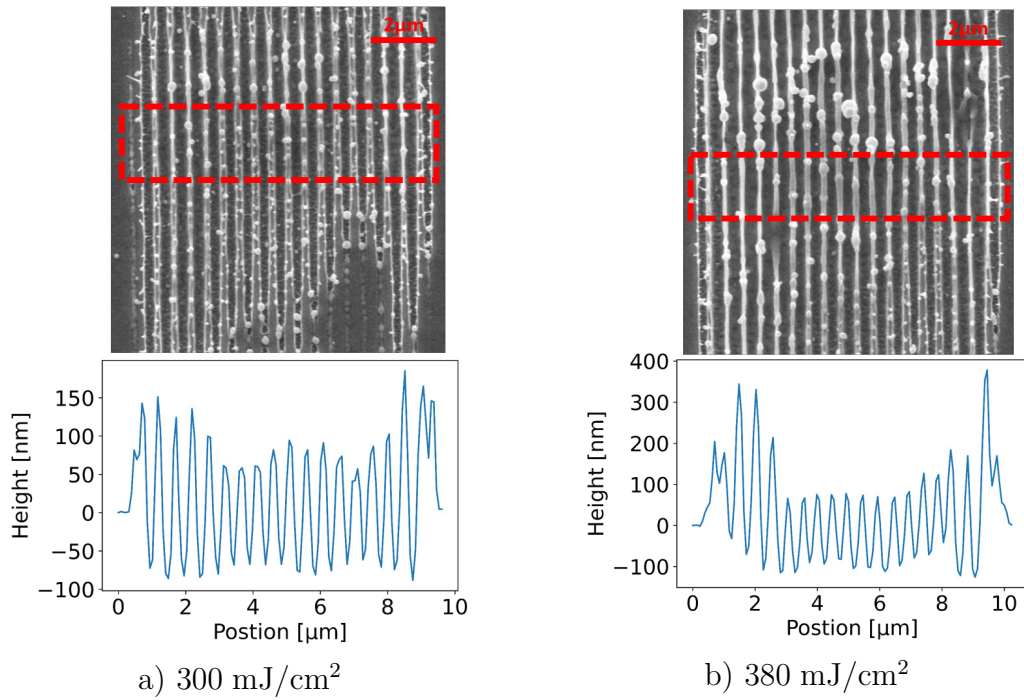 2μm
2μm
150
100
50
0
−50
−100
Height [nm]
0 2 4 6 8 10
Postion [μm]
400
300
200
100
0
−100
Height [nm]
0 2 4 6 8 10
Postion [μm]
a) 300 mJ/cm²
b) 380 mJ/cm²